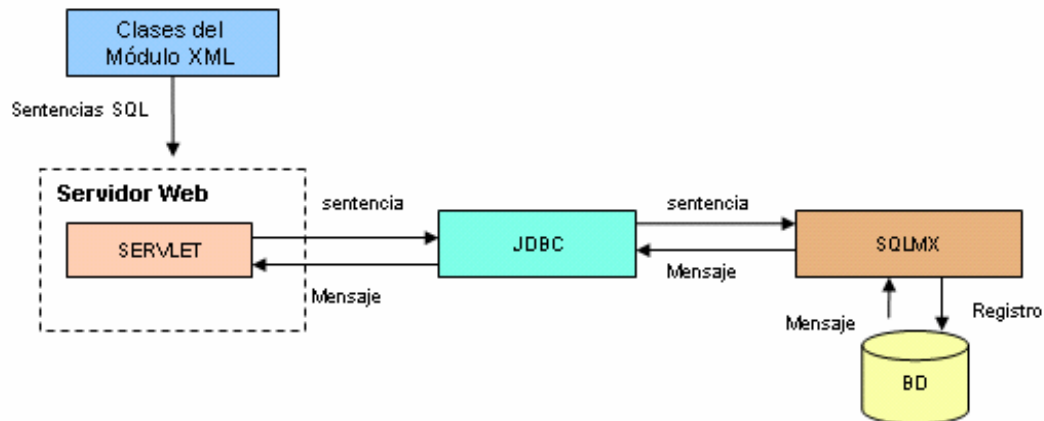 Clases del
Módulo XML
Sentencias SQL
Servidor Web
sentencia
sentencia
SERVLET
JDBC
SQLMX
Mensaje
Mensaje
Mensaje
Registro
BD